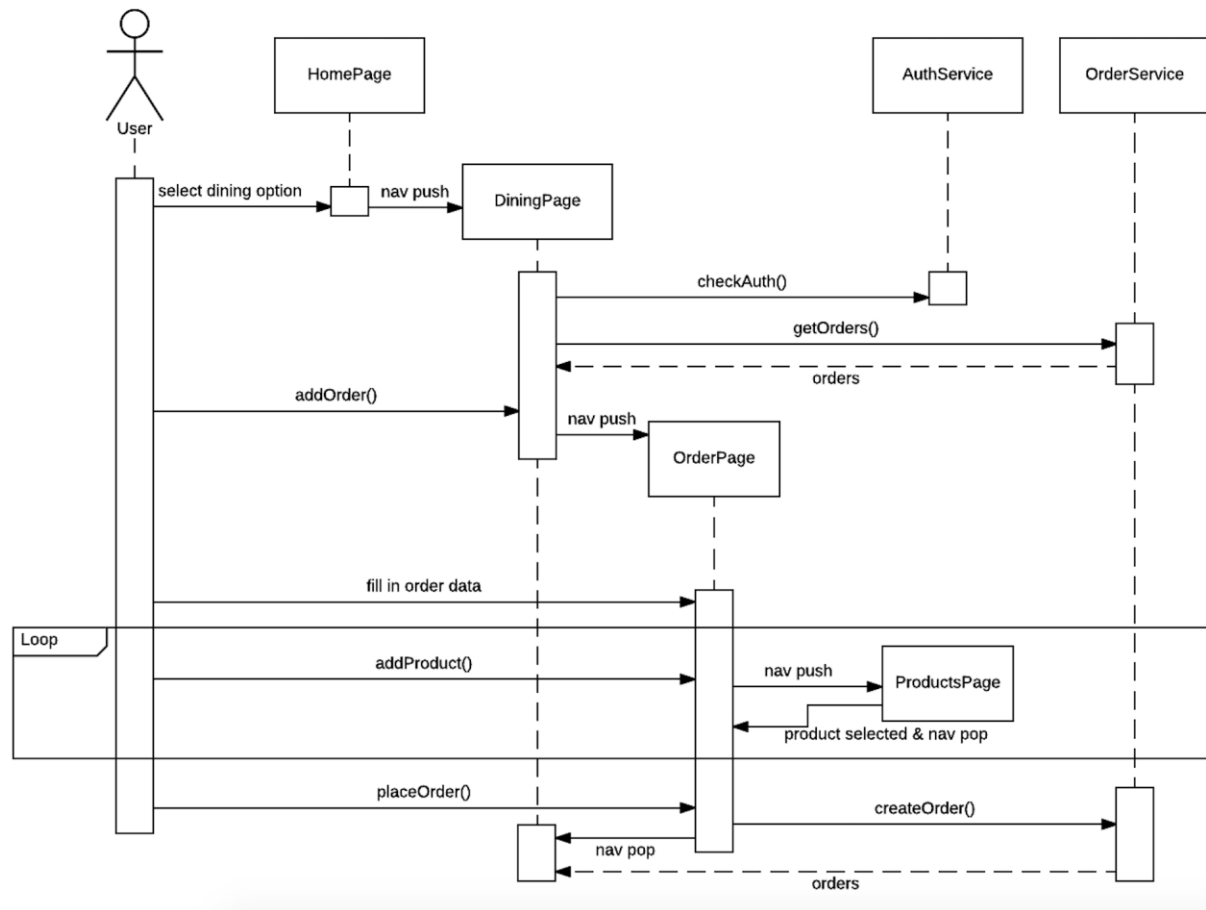 HomePage
AuthService
OrderService
User
select dining option
nav push
DiningPage
checkAuth()
getOrders()
orders
addOrder()
nav push
OrderPage
fill in order data
Loop
addProduct()
nav push
ProductsPage
product selected & nav pop
placeOrder()
createOrder()
nav pop
orders